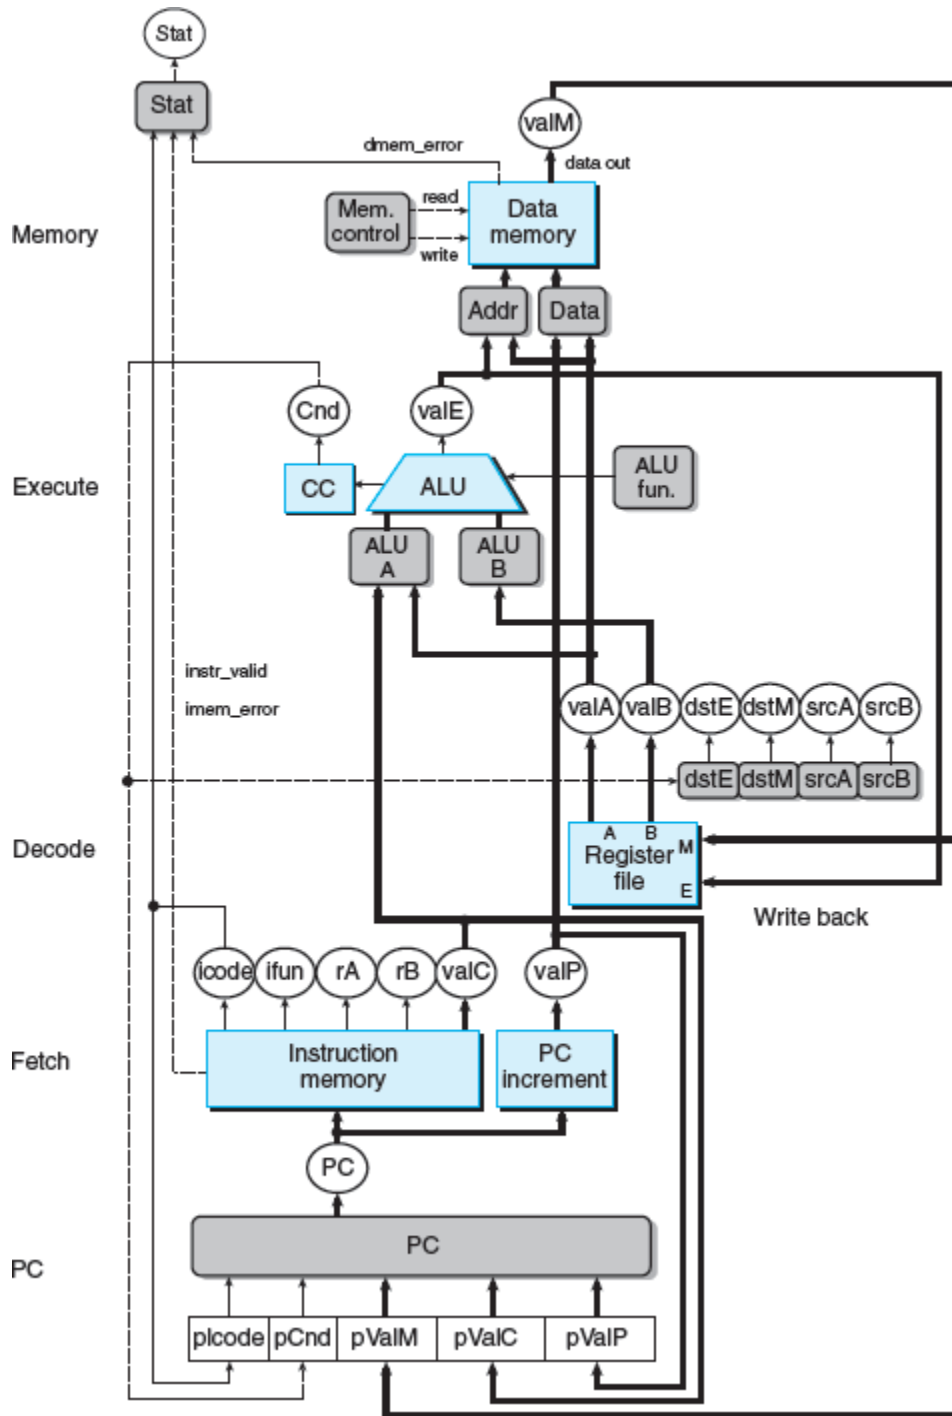 Stat
Stat
valM
dmem_error
data out
read
Mem. control
Data memory
Memory
write
Addr
Data
Cnd
valE
ALU fun.
Execute
CC
ALU
ALU A
ALU B
instr_valid
imem_error
valA
valB
dstE
dstM
srcA
srcB
dstE
dstM
srcA
srcB
A
B
M
Decode
Register file
E
Write back
icode
ifun
rA
rB
valC
valP
Fetch
Instruction memory
PC increment
PC
PC
PC
pIcode
pCnd
pValM
pValC
pValP